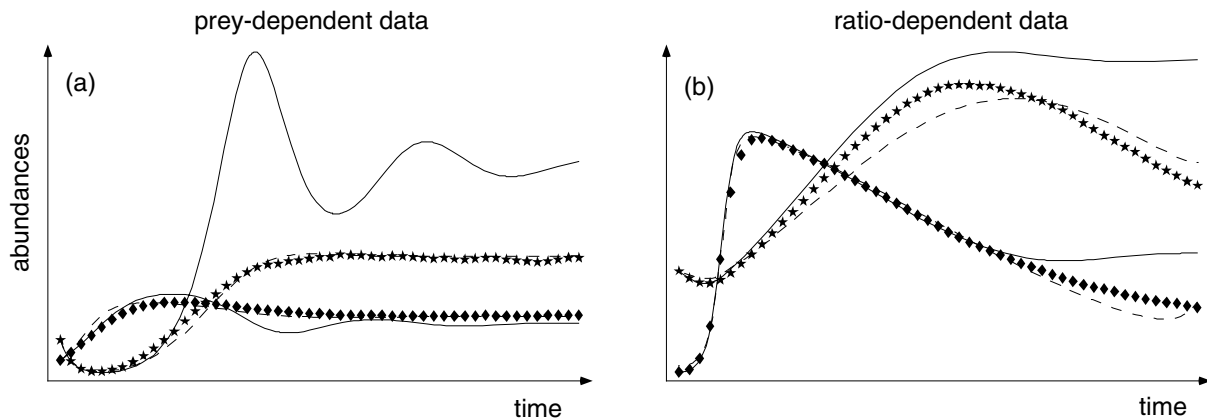 prey-dependent data
ratio-dependent data
(a)
(b)
abundances
time
time